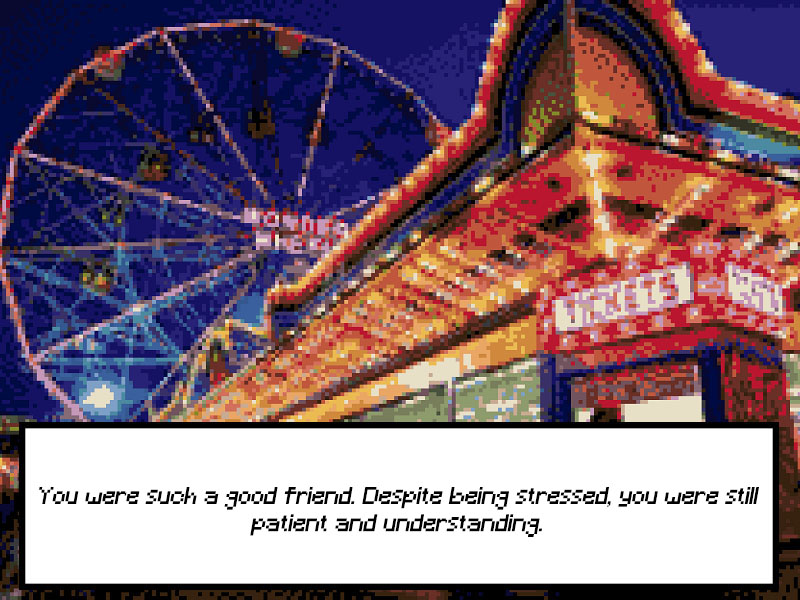 WONDER
WHEEL
TICKETS
You were such a good friend. Despite being stressed, you were still
patient and understanding.